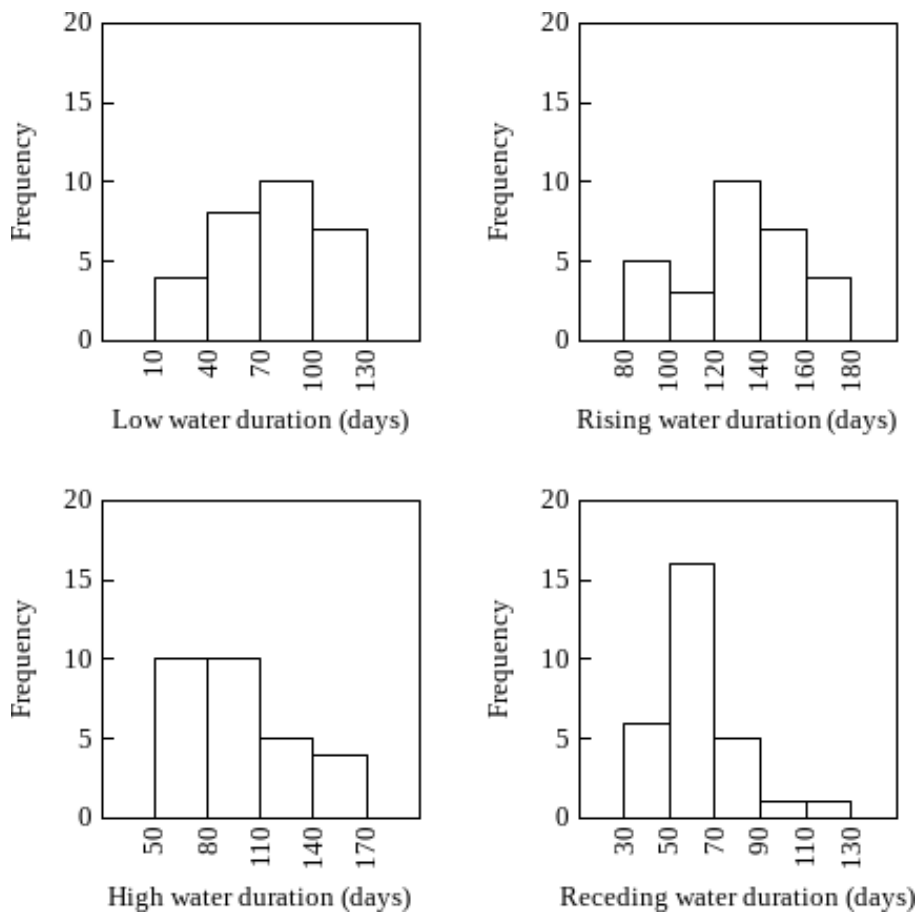 20
15
10
5
0
Frequency
10 40 70 100 130
Low water duration (days)
20
15
10
5
0
Frequency
80 100 120 140 160 180
Rising water duration (days)
20
15
10
5
0
Frequency
50 80 110 140 170
High water duration (days)
20
15
10
5
0
Frequency
30 50 70 90 110 130
Receding water duration (days)